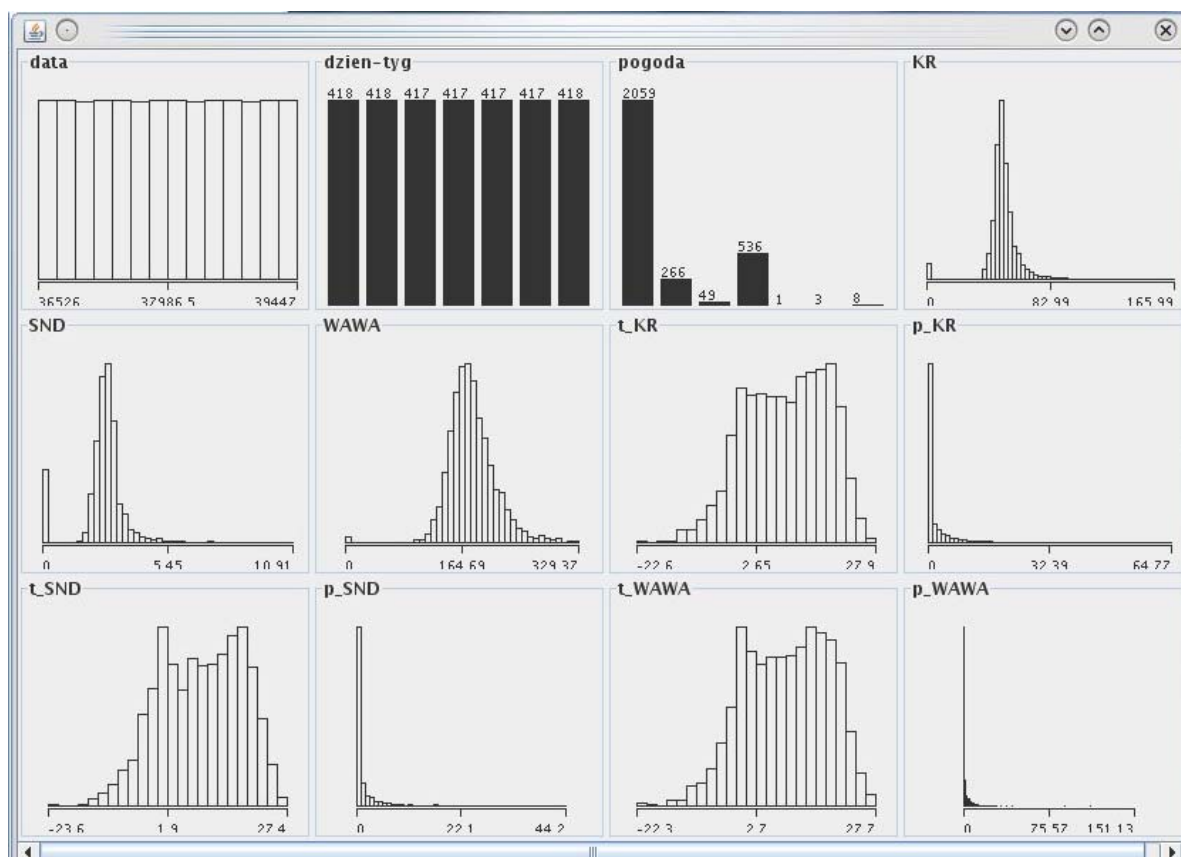 data
dzien-tyg
pogoda
KR
418 418 417 417 417 417 418
2059
266
49
536
1
3
8
36526 37986.5 39447
0 82.99 165.99
SND
WAWA
t_KR
p_KR
0 5.45 10.91
0 164.69 329.37
-22.6 2.65 27.9
0 32.39 64.77
t_SND
p_SND
t_WAWA
p_WAWA
-23.6 1.9 27.4
0 22.1 44.2
-22.3 2.7 27.7
0 75.57 151.13